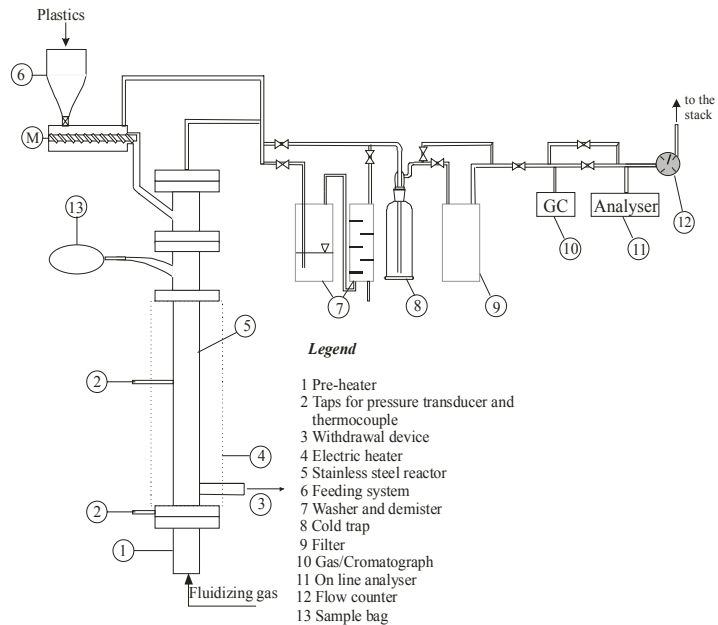 Plastics
6
M
to the
stack
13
GC
Analyser
12
10
11
7
8
9
5
Legend
2
1 Pre-heater
2 Taps for pressure transducer and
thermocouple
3 Withdrawal device
4
4 Electric heater
5 Stainless steel reactor
3
6 Feeding system
2
7 Washer and demister
8 Cold trap
1
9 Filter
10 Gas/Cromatograph
11 On line analyser
Fluidizing gas
12 Flow counter
13 Sample bag